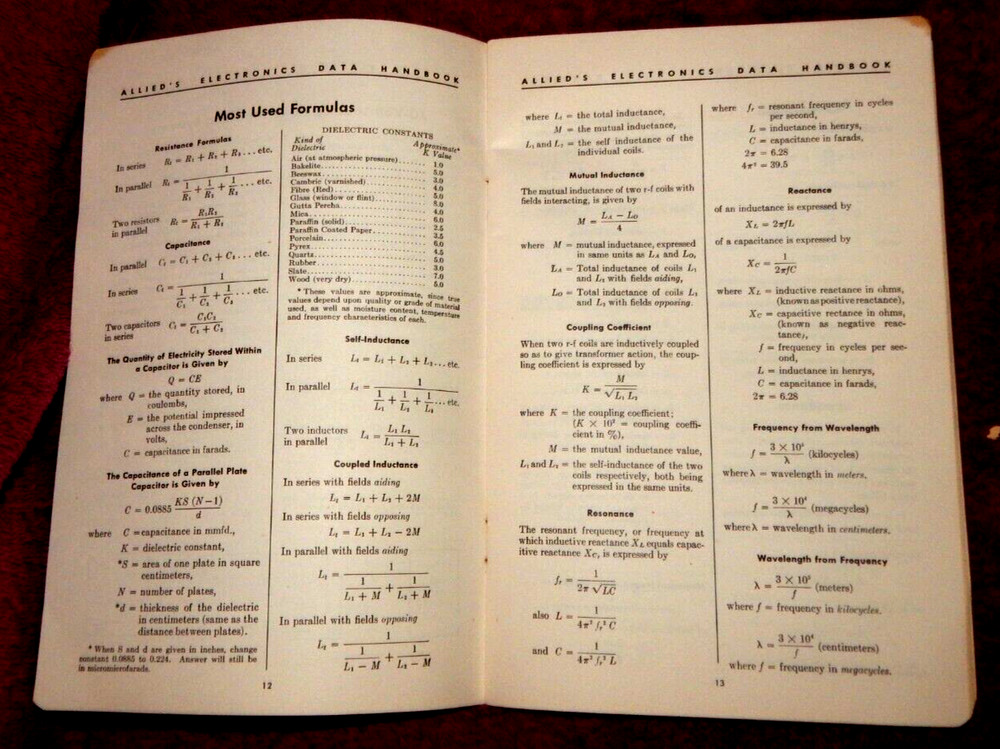 ALLIED'S ELECTRONICS DATA HANDBOOK
Most Used Formulas
Resistance Formulas
In series R₁ = R₁ + R₂ + R₃ ... etc.
In parallel Rₜ = 1 / (1/R₁ + 1/R₂ + 1/R₃ ... etc.)
Two resistors
in parallel Rₜ = R₁R₂ / (R₁ + R₂)
Capacitance
In parallel Cₜ = C₁ + C₂ + C₃ ... etc.
In series Cₜ = 1 / (1/C₁ + 1/C₂ + 1/C₃ ... etc.)
Two capacitors
in series Cₜ = C₁C₂ / (C₁ + C₂)
The Quantity of Electricity Stored Within
a Capacitor is Given by
Q = CE
where Q = the quantity stored, in
coulombs,
E = the potential impressed
across the condenser, in
volts,
C = capacitance in farads.
The Capacitance of a Parallel Plate
Capacitor is Given by
C = 0.0885 KS (N−1) / d
where C = capacitance in mmfd.,
K = dielectric constant,
*S = area of one plate in square
centimeters,
N = number of plates,
*d = thickness of the dielectric
in centimeters (same as the
distance between plates).
* When S and d are given in inches, change
constant 0.0885 to 0.224. Answer will still be
in micromicrofarads.
DIELECTRIC CONSTANTS
Kind of Approximate*
Dielectric K Value
Air (at atmospheric pressure)........ 1.0
Bakelite........ 5.0
Beeswax........ 3.0
Cambric (varnished)........ 4.0
Fibre (Red)........ 5.0
Glass (window or flint)........ 8.0
Gutta Percha........ 4.0
Mica........ 6.0
Paraffin (solid)........ 2.5
Paraffin Coated Paper........ 3.5
Porcelain........ 6.0
Pyrex........ 4.5
Quartz........ 5.0
Rubber........ 3.0
Slate........ 7.0
Wood (very dry)........ 5.0
* These values are approximate, since true
values depend upon quality or grade of material
used, as well as moisture content, temperature
and frequency characteristics of each.
Self-Inductance
In series Lₜ = L₁ + L₂ + L₃ ... etc.
In parallel Lₜ = 1 / (1/L₁ + 1/L₂ + 1/L₃ ... etc.)
Two inductors
in parallel Lₜ = L₁ L₂ / (L₁ + L₂)
Coupled Inductance
In series with fields aiding
Lₜ = L₁ + L₂ + 2M
In series with fields opposing
Lₜ = L₁ + L₂ − 2M
In parallel with fields aiding
Lₜ = 1 / (1/(L₁ + M) + 1/(L₂ + M))
In parallel with fields opposing
Lₜ = 1 / (1/(L₁ − M) + 1/(L₂ − M))
12
ALLIED'S ELECTRONICS DATA HANDBOOK
where Lₜ = the total inductance,
M = the mutual inductance,
L₁ and L₂ = the self inductance of the
individual coils.
Mutual Inductance
The mutual inductance of two r-f coils with
fields interacting, is given by
M = (L_A − L_O) / 4
where M = mutual inductance, expressed
in same units as L_A and L_O,
L_A = Total inductance of coils L₁
and L₂ with fields aiding,
L_O = Total inductance of coils L₁
and L₂ with fields opposing.
Coupling Coefficient
When two r-f coils are inductively coupled
so as to give transformer action, the coup-
ling coefficient is expressed by
K = M / √(L₁ L₂)
where K = the coupling coefficient;
(K × 10² = coupling coeffi-
cient in %),
M = the mutual inductance value,
L₁ and L₂ = the self-inductance of the two
coils respectively, both being
expressed in the same units.
Resonance
The resonant frequency, or frequency at
which inductive reactance X_L equals capac-
itive reactance X_C, is expressed by
fᵣ = 1 / (2π √LC)
also L = 1 / (4π² fᵣ² C)
and C = 1 / (4π² fᵣ² L)
where fᵣ = resonant frequency in cycles
per second,
L = inductance in henrys,
C = capacitance in farads,
2π = 6.28
4π² = 39.5
Reactance
of an inductance is expressed by
X_L = 2πfL
of a capacitance is expressed by
X_C = 1 / (2πfC)
where X_L = inductive reactance in ohms,
(known as positive reactance),
X_C = capacitive rectance in ohms,
(known as negative reac-
tance),
f = frequency in cycles per sec-
ond,
L = inductance in henrys,
C = capacitance in farads,
2π = 6.28
Frequency from Wavelength
f = 3 × 10⁵ / λ (kilocycles)
where λ = wavelength in meters.
f = 3 × 10⁴ / λ (megacycles)
where λ = wavelength in centimeters.
Wavelength from Frequency
λ = 3 × 10⁵ / f (meters)
where f = frequency in kilocycles.
λ = 3 × 10⁴ / f (centimeters)
where f = frequency in megacycles.
13